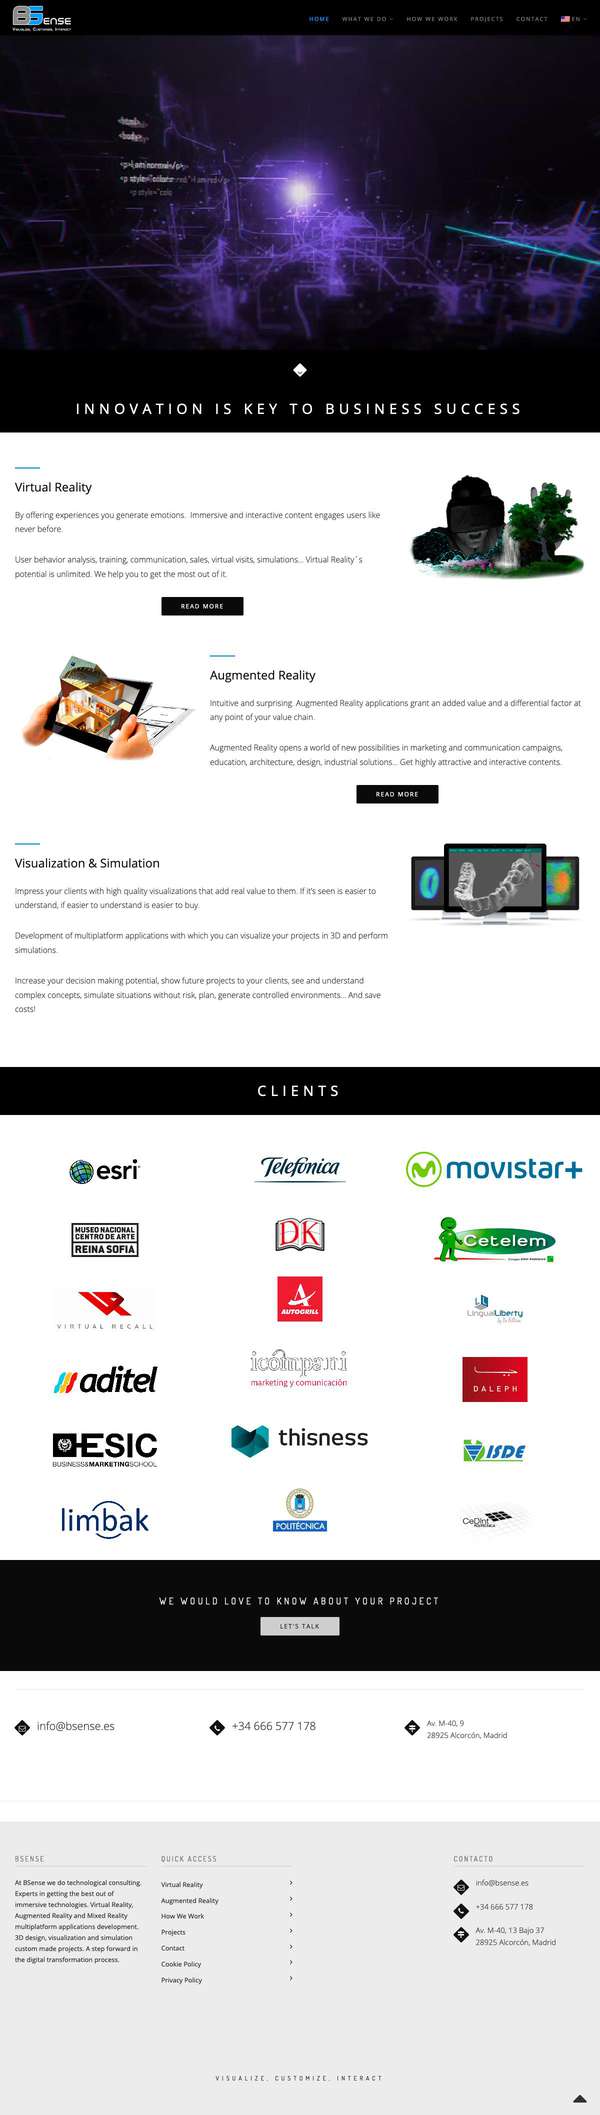 BSENSE
VISUALIZE, CUSTOMIZE, INTERACT
HOME
WHAT WE DO
HOW WE WORK
PROJECTS
CONTACT
EN
<html>
<body>
<p>I am normal</p>
<p style="color:red;">I am red</p>
<p style="colo
INNOVATION IS KEY TO BUSINESS SUCCESS
Virtual Reality
By offering experiences you generate emotions. Immersive and interactive content engages users like
never before.
User behavior analysis, training, communication, sales, virtual visits, simulations... Virtual Reality´s
potential is unlimited. We help you to get the most out of it.
READ MORE
Augmented Reality
Intuitive and surprising. Augmented Reality applications grant an added value and a differential factor at
any point of your value chain.
Augmented Reality opens a world of new possibilities in marketing and communication campaigns,
education, architecture, design, industrial solutions... Get highly attractive and interactive contents.
READ MORE
Visualization & Simulation
Impress your clients with high quality visualizations that add real value to them. If it's seen is easier to
understand, if easier to understand is easier to buy.
Development of multiplatform applications with which you can visualize your projects in 3D and perform
simulations.
Increase your decision making potential, show future projects to your clients, see and understand
complex concepts, simulate situations without risk, plan, generate controlled environments... And save
costs!
CLIENTS
esri
Telefónica
movistar+
MUSEO NACIONAL
CENTRO DE ARTE
REINA SOFIA
DK
Cetelem
VIRTUAL RECALL
AUTOGRILL
LingualLiberty
aditel
icómpani
marketing y comunicación
DALEPH
ESIC
BUSINESS&MARKETINGSCHOOL
thisness
ISDE
limbak
POLITÉCNICA
CeDInt
POLITÉCNICA
WE WOULD LOVE TO KNOW ABOUT YOUR PROJECT
LET'S TALK
info@bsense.es
+34 666 577 178
Av. M-40, 9
28925 Alcorcón, Madrid
BSENSE
At BSense we do technological consulting.
Experts in getting the best out of
immersive technologies. Virtual Reality,
Augmented Reality and Mixed Reality
multiplatform applications development.
3D design, visualization and simulation
custom made projects. A step forward in
the digital transformation process.
QUICK ACCESS
Virtual Reality
Augmented Reality
How We Work
Projects
Contact
Cookie Policy
Privacy Policy
CONTACTO
info@bsense.es
+34 666 577 178
Av. M-40, 13 Bajo 37
28925 Alcorcón, Madrid
VISUALIZE, CUSTOMIZE, INTERACT